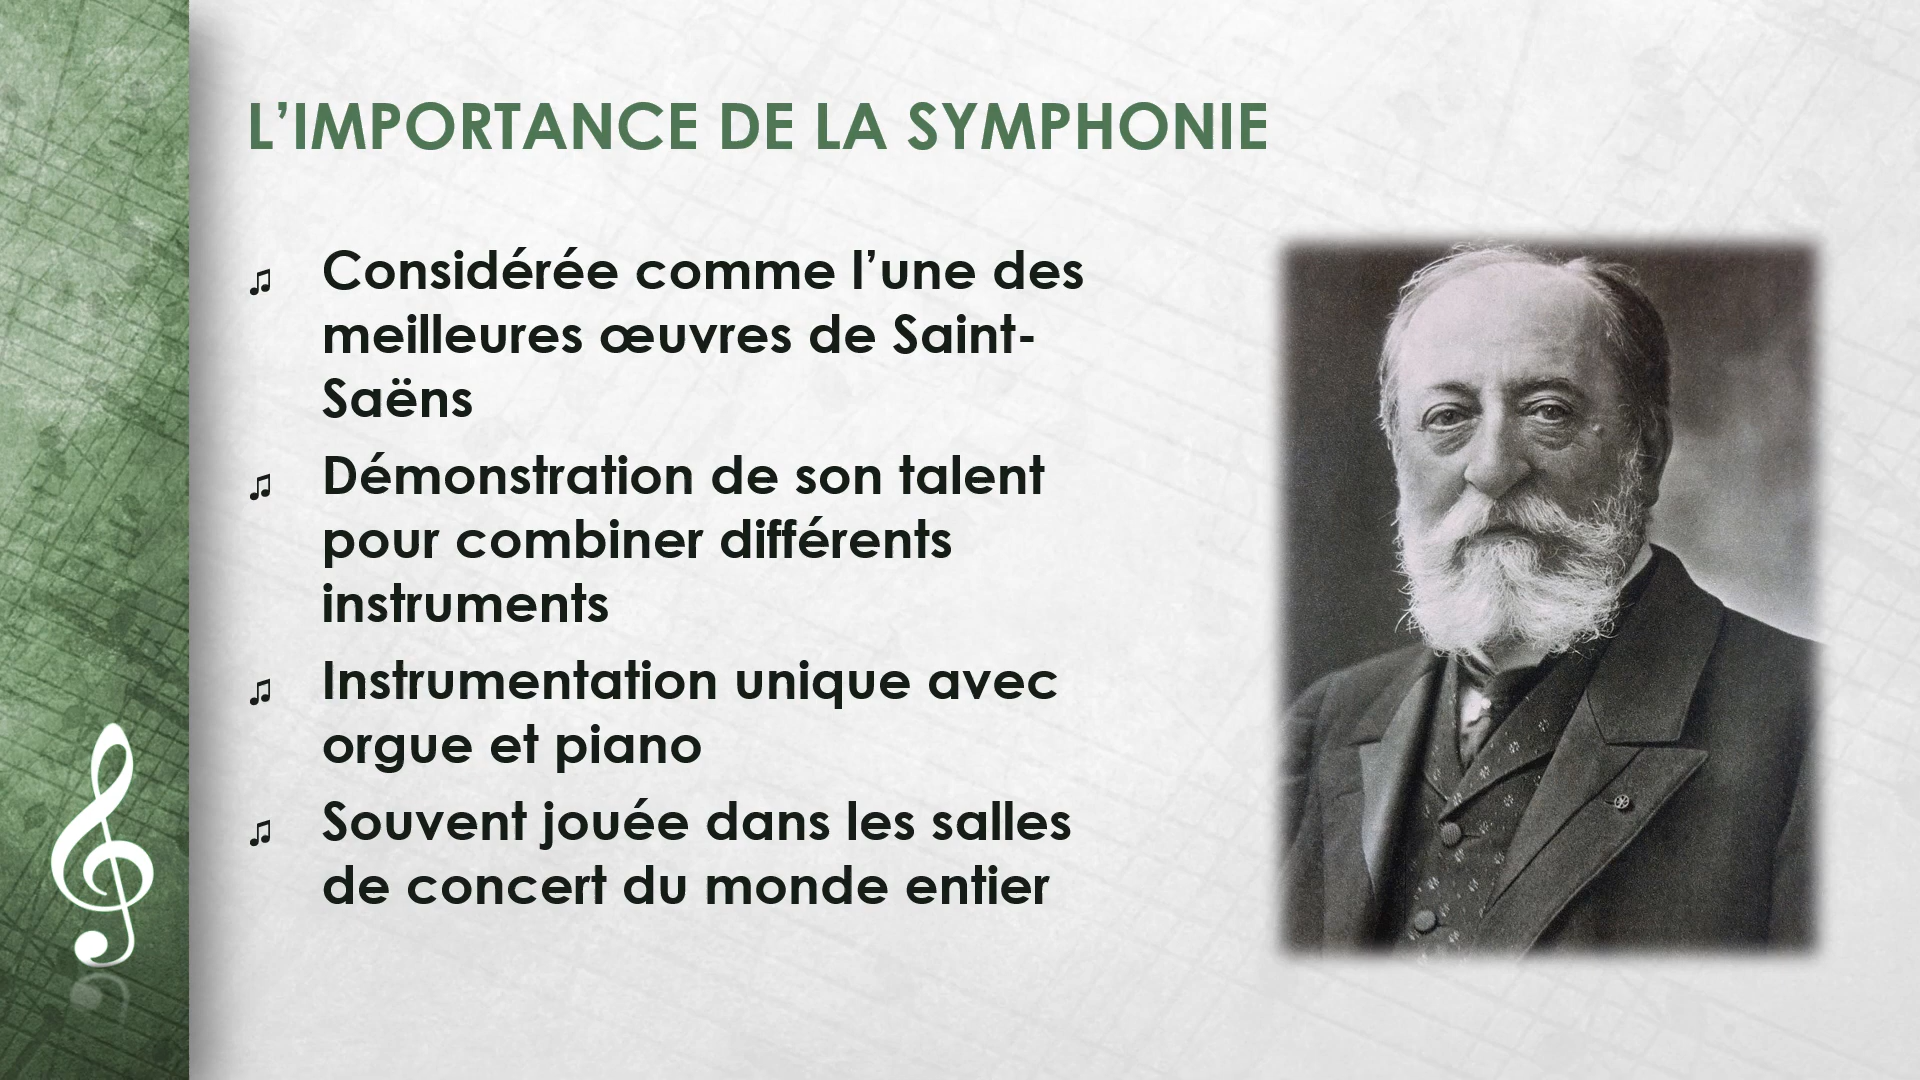 L’IMPORTANCE DE LA SYMPHONIE
♫ Considérée comme l’une des
meilleures œuvres de Saint-
Saëns
♫ Démonstration de son talent
pour combiner différents
instruments
♫ Instrumentation unique avec
orgue et piano
♫ Souvent jouée dans les salles
de concert du monde entier